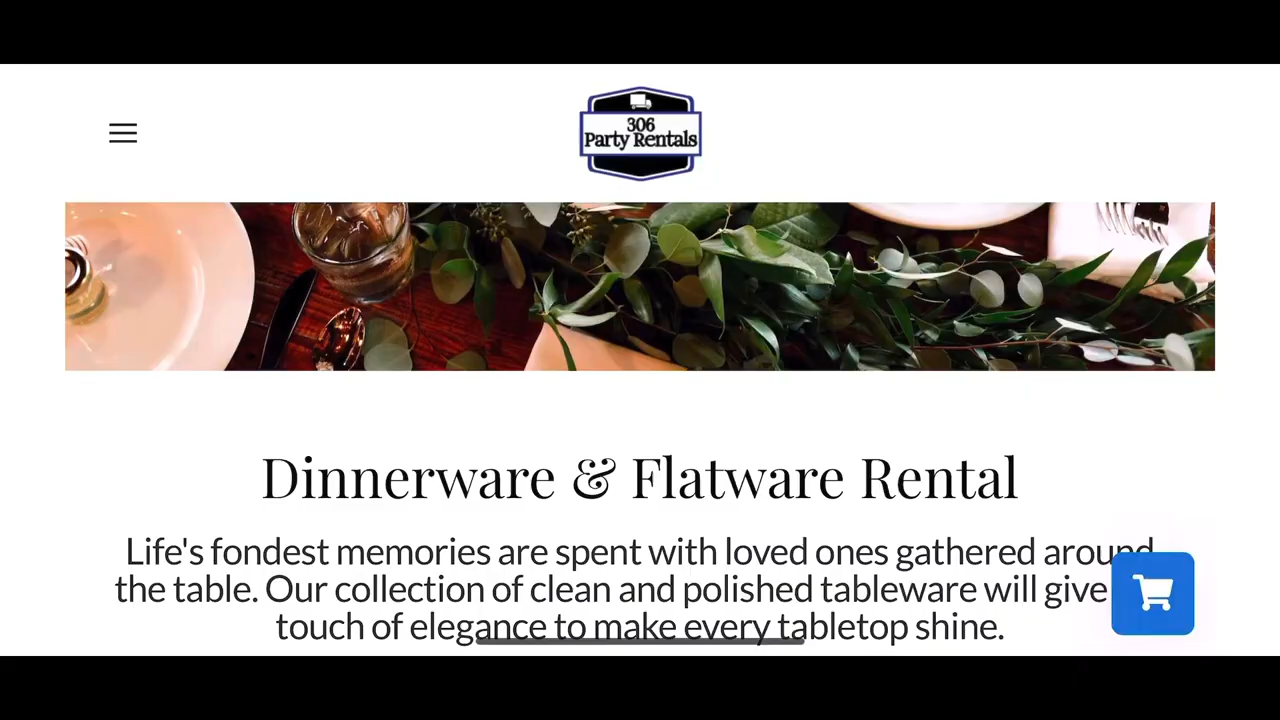 306
Party Rentals
Dinnerware & Flatware Rental
Life's fondest memories are spent with loved ones gathered around
the table. Our collection of clean and polished tableware will give
touch of elegance to make every tabletop shine.